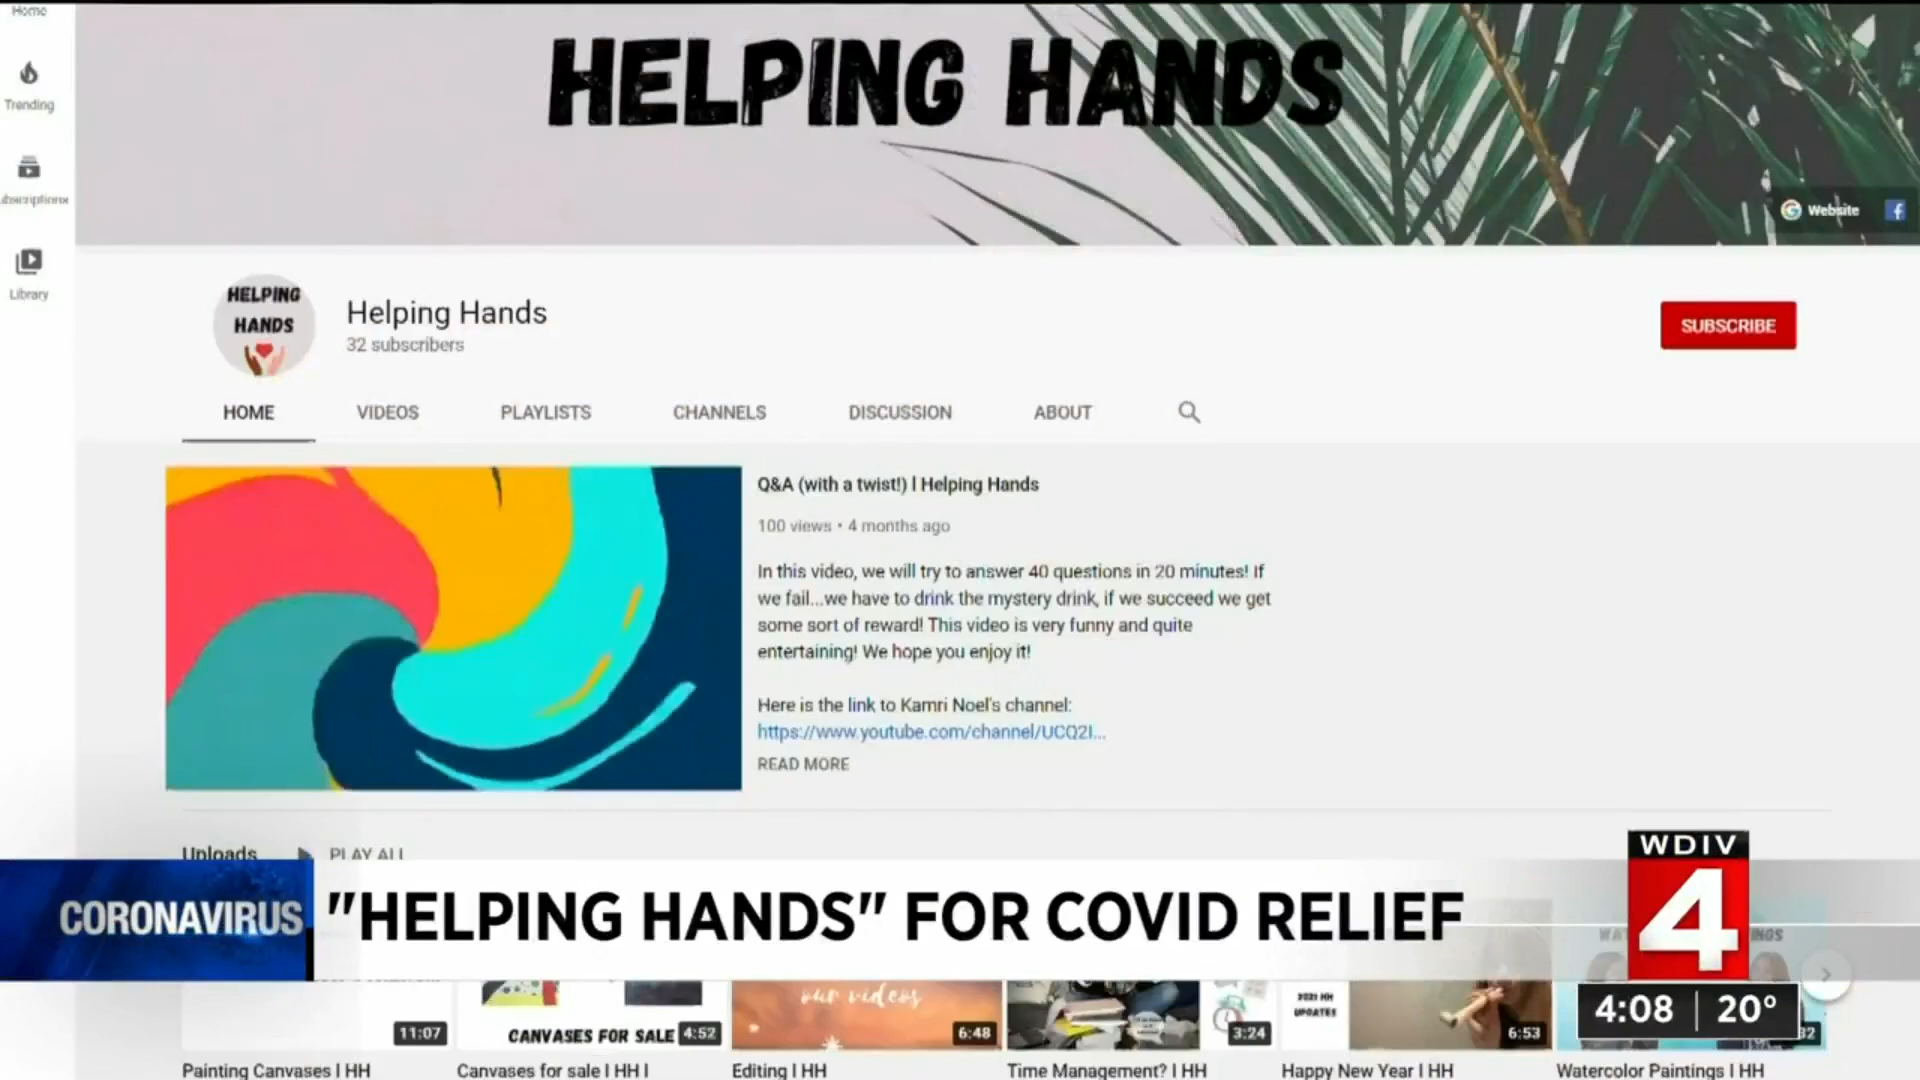 Home
HELPING HANDS
Trending
Website
Library
HELPING
HANDS
Helping Hands
32 subscribers
SUBSCRIBE
HOME VIDEOS PLAYLISTS CHANNELS DISCUSSION ABOUT
Q&A (with a twist!) l Helping Hands
100 views • 4 months ago
In this video, we will try to answer 40 questions in 20 minutes! If
we fail...we have to drink the mystery drink, if we succeed we get
some sort of reward! This video is very funny and quite
entertaining! We hope you enjoy it!
Here is the link to Kamri Noel's channel:
https://www.youtube.com/channel/UCQ2I...
READ MORE
Uploads PLAY ALL
WDIV
4
CORONAVIRUS
"HELPING HANDS" FOR COVID RELIEF
our videos
2021 HH
UPDATES
4:08 20°
CANVASES FOR SALE
11:07 4:52 6:48 3:24 6:53
Painting Canvases l HH
Canvases for sale l HH l
Editing l HH
Time Management? l HH
Happy New Year l HH
Watercolor Paintings l HH